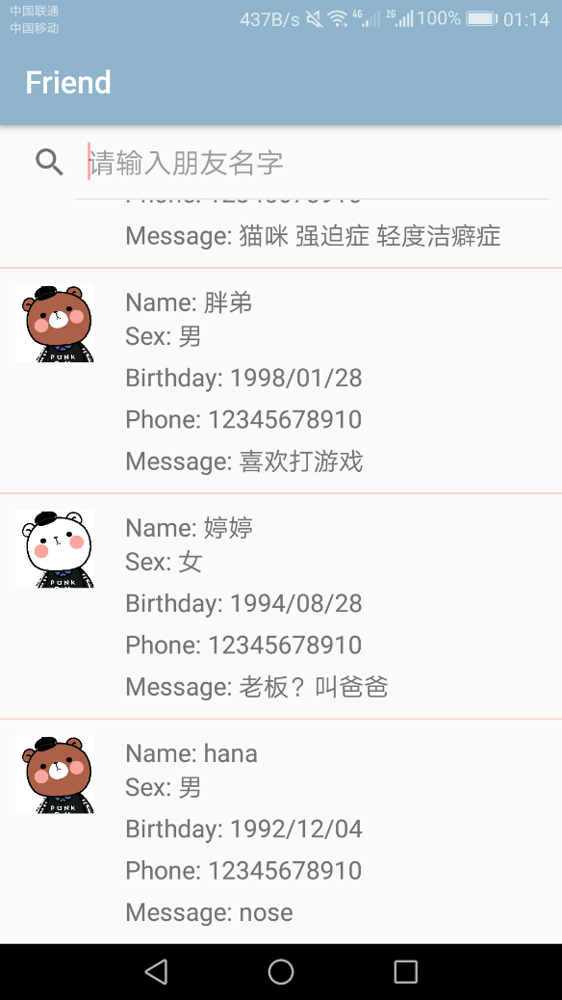 中国联通
中国移动
437B/s 4G 2G 100% 01:14
Friend
请输入朋友名字
Message: 猫咪 强迫症 轻度洁癖症
Name: 胖弟
Sex: 男
Birthday: 1998/01/28
Phone: 12345678910
Message: 喜欢打游戏
PUNK
Name: 婷婷
Sex: 女
Birthday: 1994/08/28
Phone: 12345678910
Message: 老板？叫爸爸
PUNK
Name: hana
Sex: 男
Birthday: 1992/12/04
Phone: 12345678910
Message: nose
PUNK